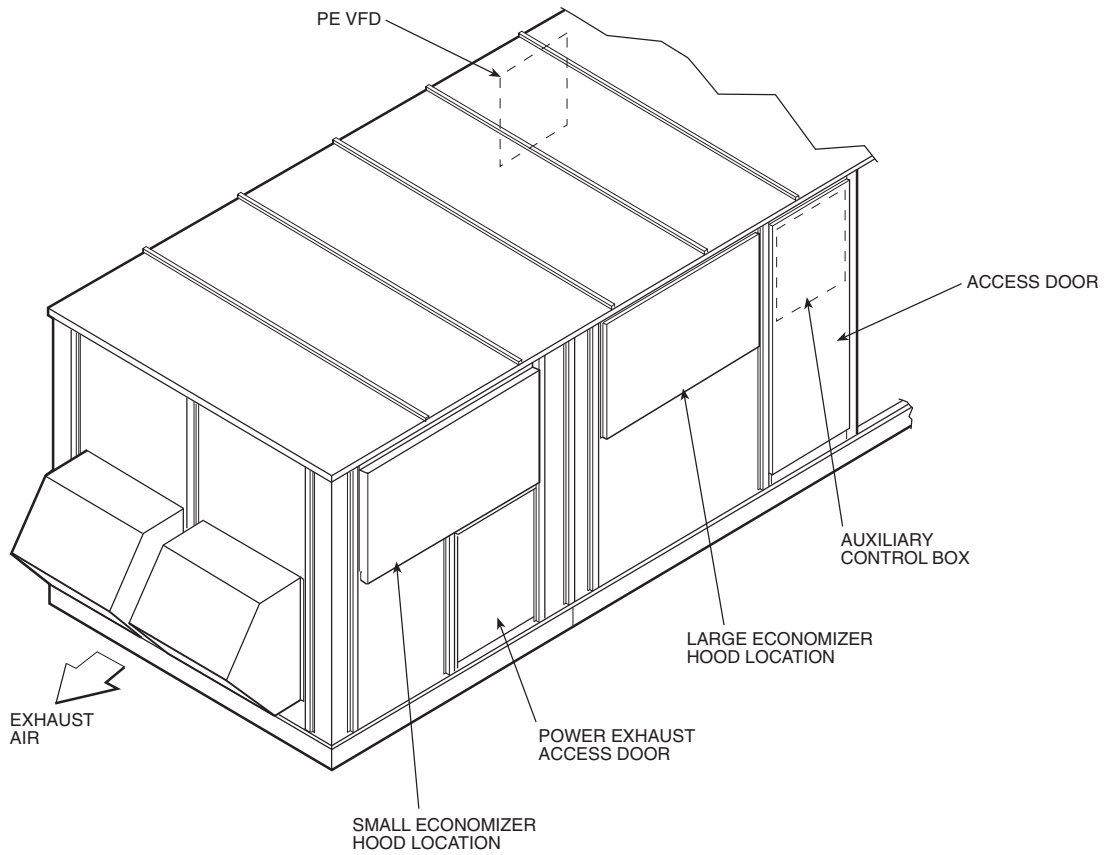 PE VFD
ACCESS DOOR
AUXILIARY
CONTROL BOX
LARGE ECONOMIZER
HOOD LOCATION
POWER EXHAUST
ACCESS DOOR
EXHAUST
AIR
SMALL ECONOMIZER
HOOD LOCATION